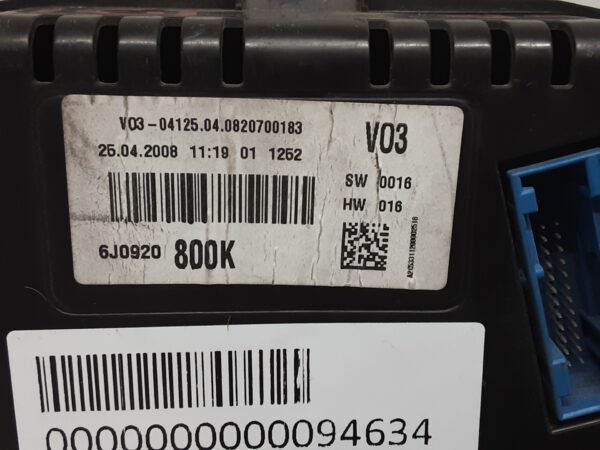 V03-04125.04.0820700183
25.04.2008 11:19 01 1252
V03
SW 0016
HW 016
6J0920 800K
0000000000094634